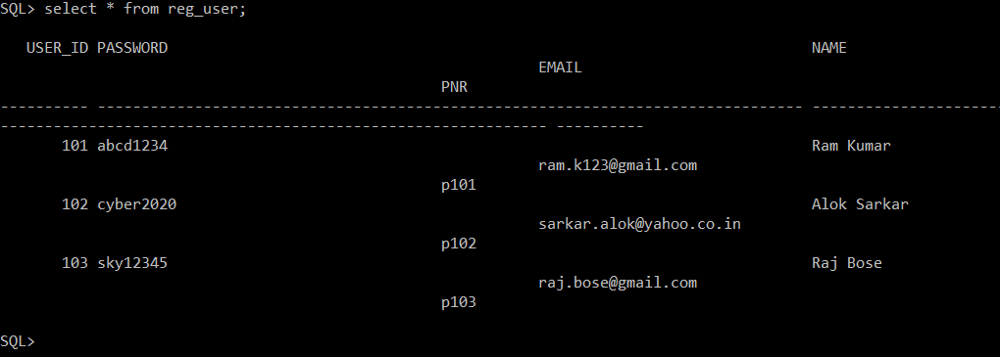 SQL> select * from reg_user;
USER_ID PASSWORD NAME
EMAIL
PNR
---------- -------------------------------------------------------------------------------- ----------------------
-------------------------------------------------------------- ----------
101 abcd1234 Ram Kumar
ram.k123@gmail.com
p101
102 cyber2020 Alok Sarkar
sarkar.alok@yahoo.co.in
p102
103 sky12345 Raj Bose
raj.bose@gmail.com
p103
SQL>